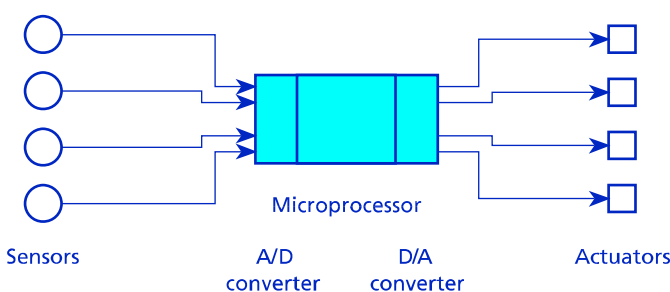 Microprocessor
Sensors
A/D
converter
D/A
converter
Actuators